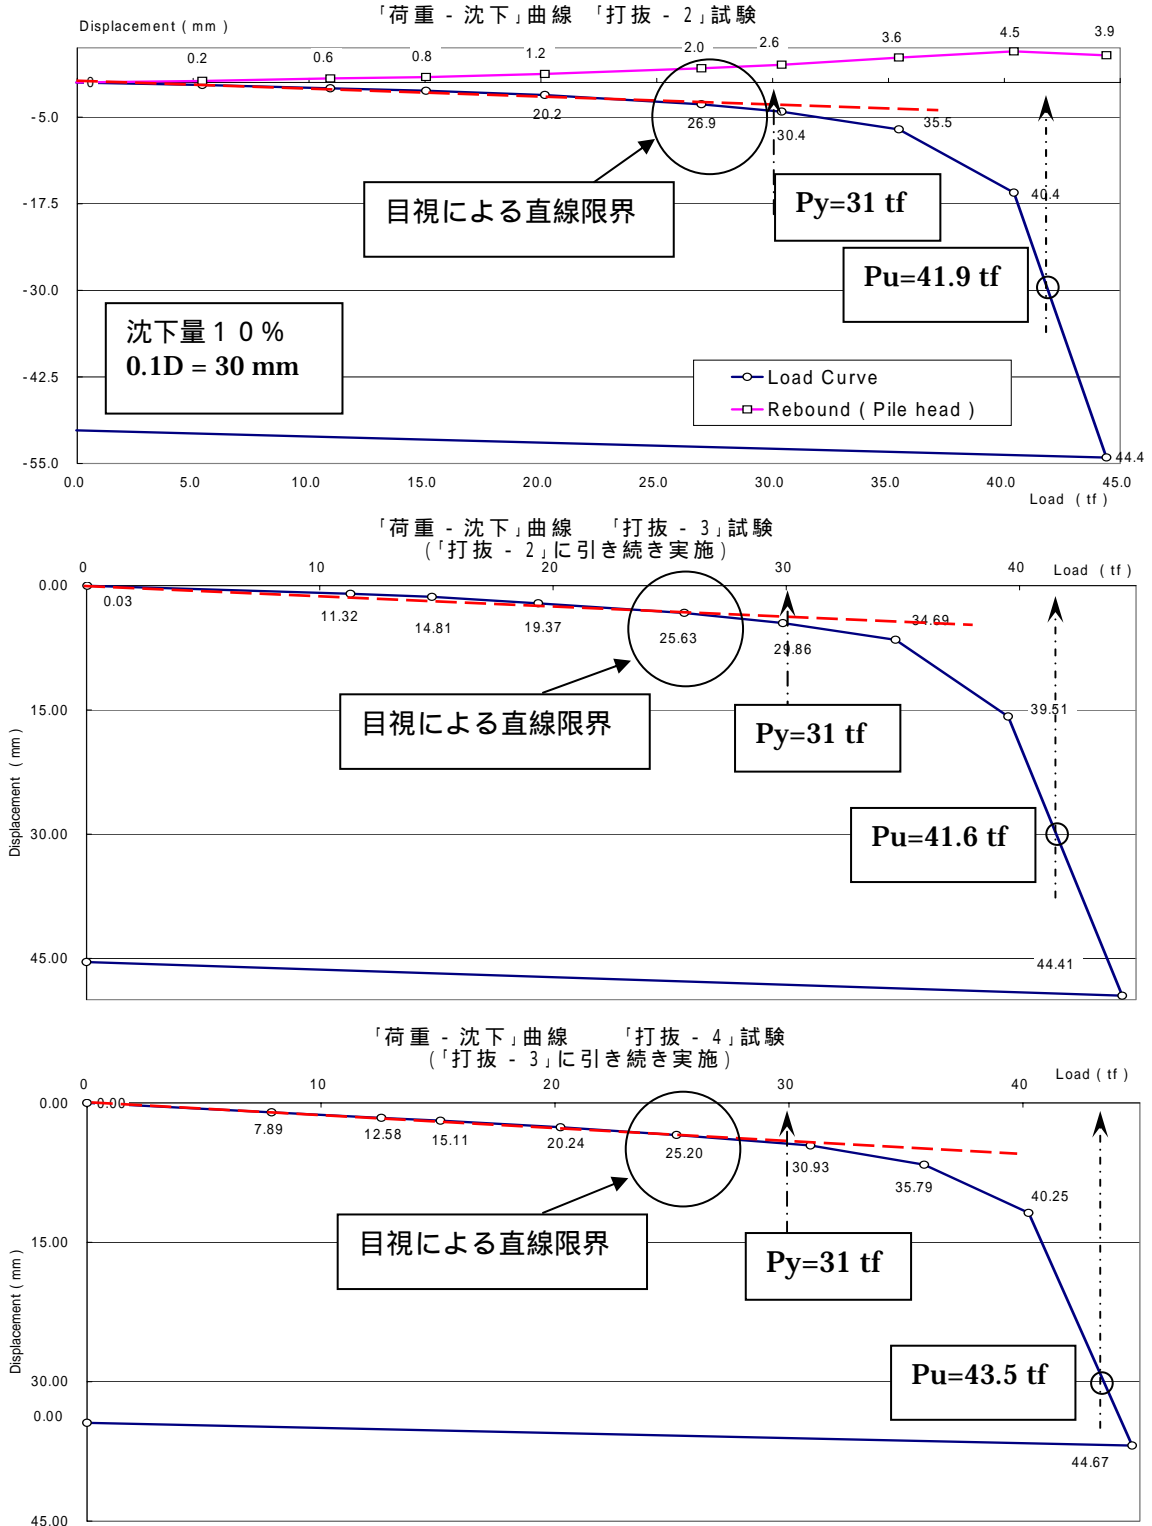 「荷重 - 沈下」曲線 「打抜 - 2」試験
Displacement ( mm )
0.2
0.6
0.8
1.2
2.0
2.6
3.6
4.5
3.9
0
-5.0
20.2
26.9
30.4
35.5
目視による直線限界
Py=31 tf
-17.5
40.4
Pu=41.9 tf
-30.0
沈下量１０％
0.1D = 30 mm
-42.5
Load Curve
Rebound ( Pile head )
-55.0
44.4
0.0
5.0
10.0
15.0
20.0
25.0
30.0
35.0
40.0
45.0
Load ( tf )
「荷重 - 沈下」曲線 「打抜 - 3」試験
(「打抜 - 2」に引き続き実施)
0
10
20
30
40
Load ( tf )
0.00
0.03
11.32
14.81
19.37
25.63
29.86
34.69
目視による直線限界
15.00
39.51
Py=31 tf
Displacement ( mm )
30.00
Pu=41.6 tf
45.00
44.41
「荷重 - 沈下」曲線 「打抜 - 4」試験
(「打抜 - 3」に引き続き実施)
0
10
20
30
40
Load ( tf )
0.00
0.00
7.89
12.58
15.11
20.24
25.20
30.93
35.79
40.25
目視による直線限界
15.00
Py=31 tf
Displacement ( mm )
Pu=43.5 tf
30.00
0.00
44.67
45.00